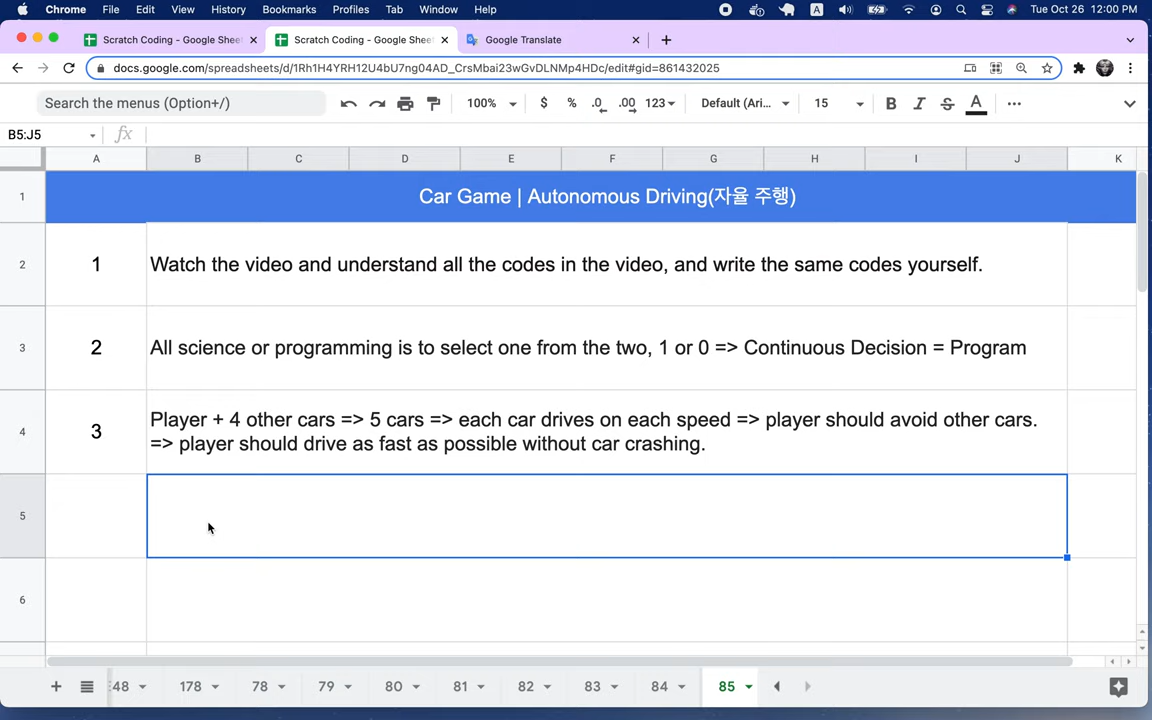 Chrome File Edit View History Bookmarks Profiles Tab Window Help A Tue Oct 26 12:00 PM
Scratch Coding - Google Shee Scratch Coding - Google Shee Google Translate
docs.google.com/spreadsheets/d/1Rh1H4YRH12U4bU7ng04AD_CrsMbai23wGvDLNMp4HDc/edit#gid=861432025
Search the menus (Option+/) 100% $ % .0 .00 123 Default (Ari... 15 B I S A
B5:J5 fx
A B C D E F G H I J K
1 Car Game | Autonomous Driving(자율 주행)
2 1 Watch the video and understand all the codes in the video, and write the same codes yourself.
3 2 All science or programming is to select one from the two, 1 or 0 => Continuous Decision = Program
4 3 Player + 4 other cars => 5 cars => each car drives on each speed => player should avoid other cars.
=> player should drive as fast as possible without car crashing.
5
6
48 178 78 79 80 81 82 83 84 85